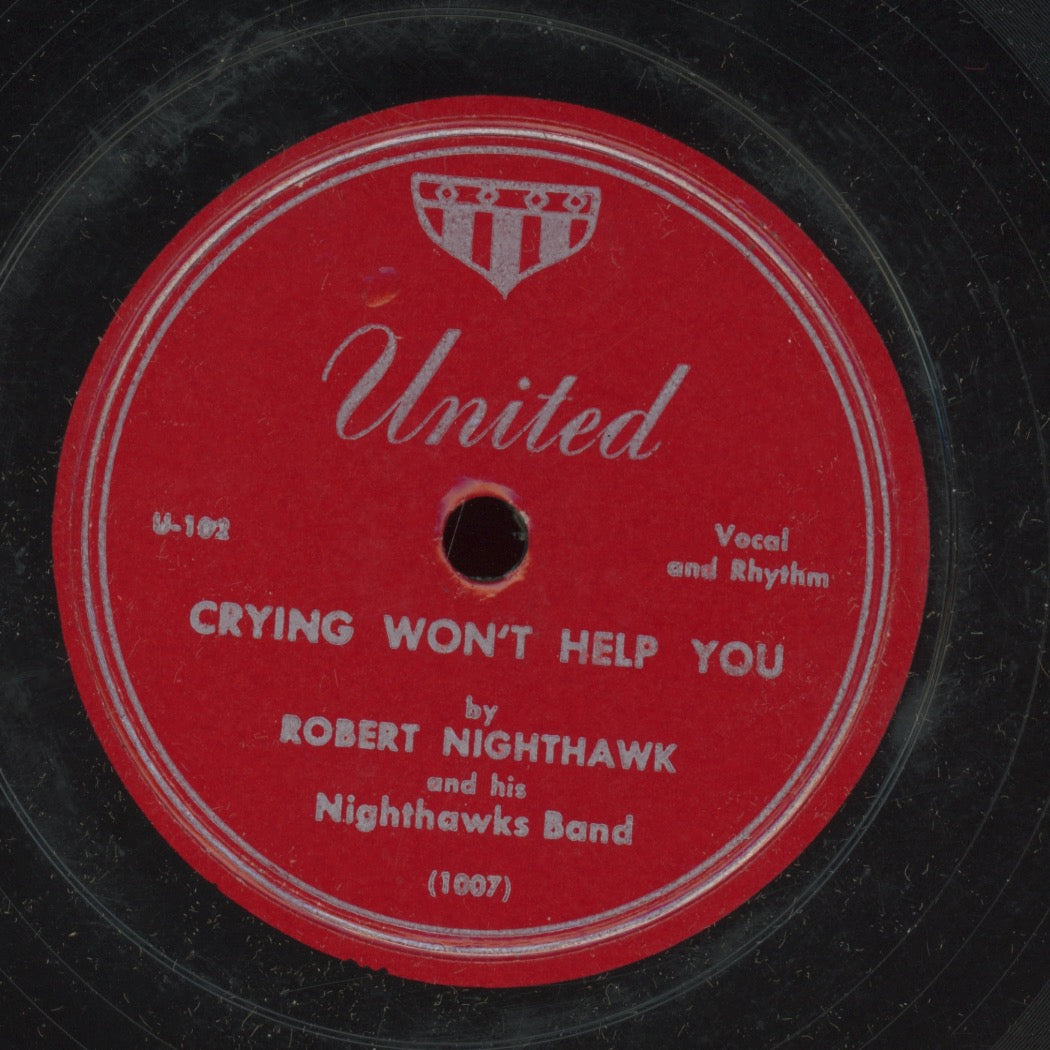 United
U-102
Vocal
and Rhythm
CRYING WON'T HELP YOU
by
ROBERT NIGHTHAWK
and his
Nighthawks Band
(1007)